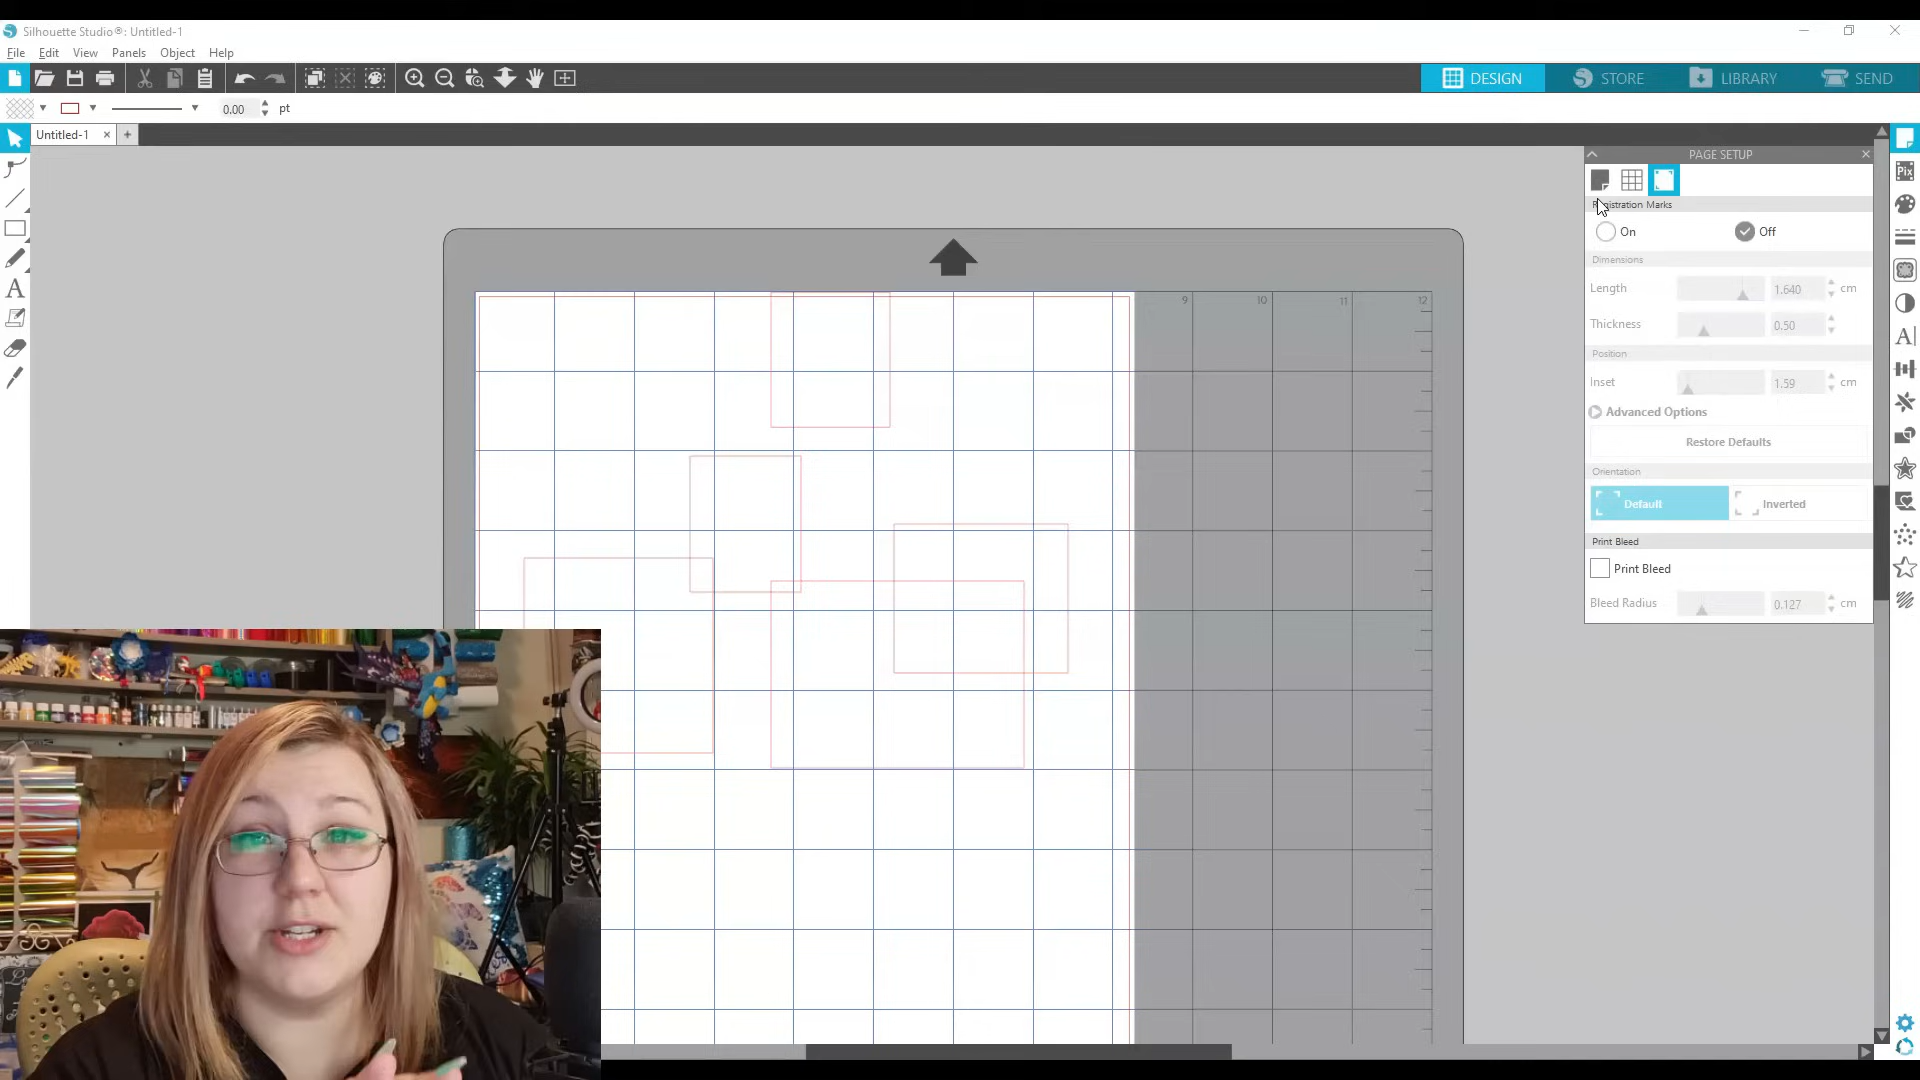 Silhouette Studio®: Untitled-1
File Edit View Panels Object Help
DESIGN STORE LIBRARY SEND
0.00 pt
Untitled-1 × +
PAGE SETUP
Pix
Registration Marks
On Off
Dimensions
Length 1.640 cm
Thickness 0.50
Position
Inset 1.59 cm
Advanced Options
Restore Defaults
Orientation
Default Inverted
Print Bleed
Print Bleed
Bleed Radius 0.127 cm
9 10 11 12